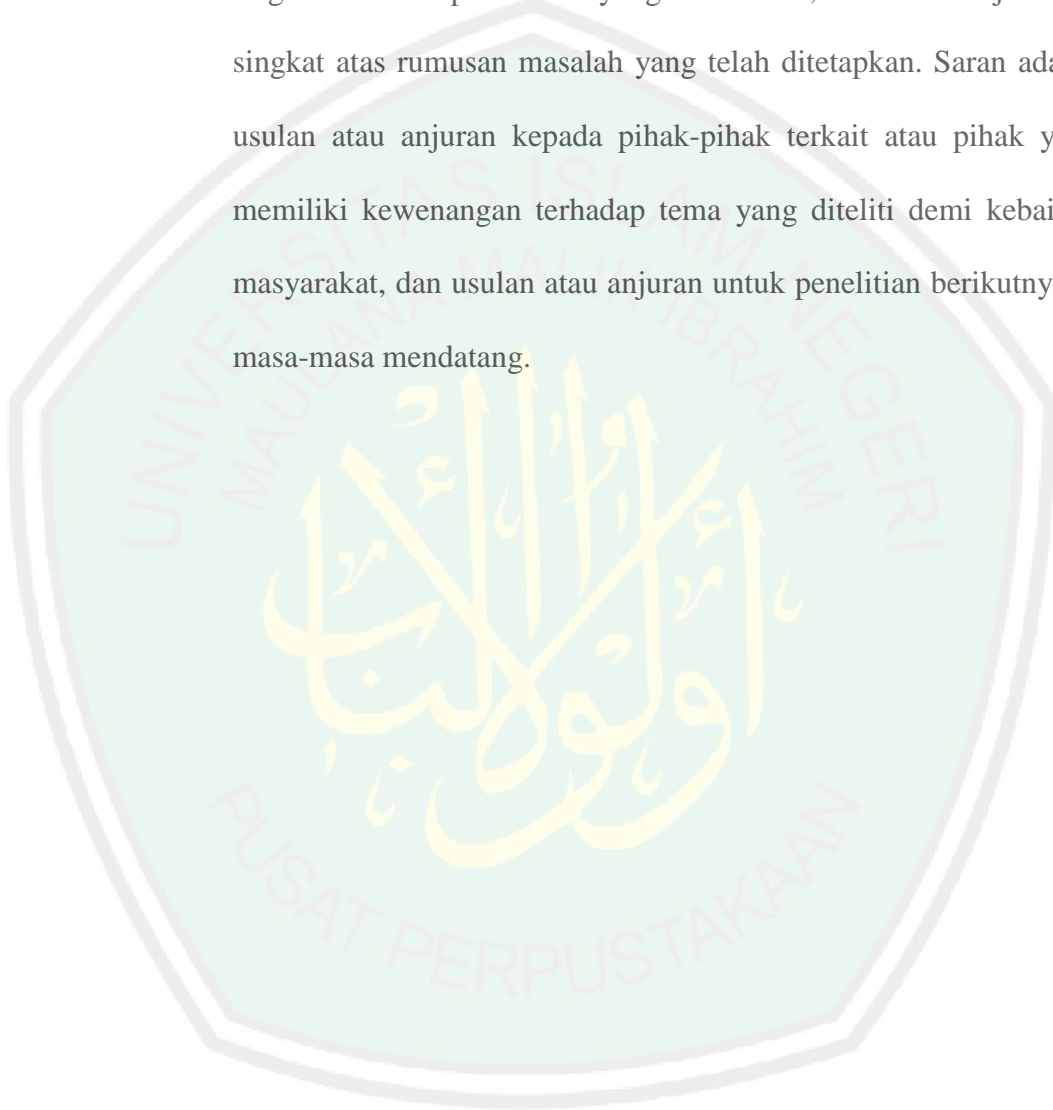 singkat atas rumusan masalah yang telah ditetapkan. Saran ada
usulan atau anjuran kepada pihak-pihak terkait atau pihak y
memiliki kewenangan terhadap tema yang diteliti demi kebai
masyarakat, dan usulan atau anjuran untuk penelitian berikutny
masa-masa mendatang.
UNIVERSITAS ISLAM NEGERI
MAULANA MALIK IBRAHIM
أولوا الألباب
PUSAT PERPUSTAKAAN